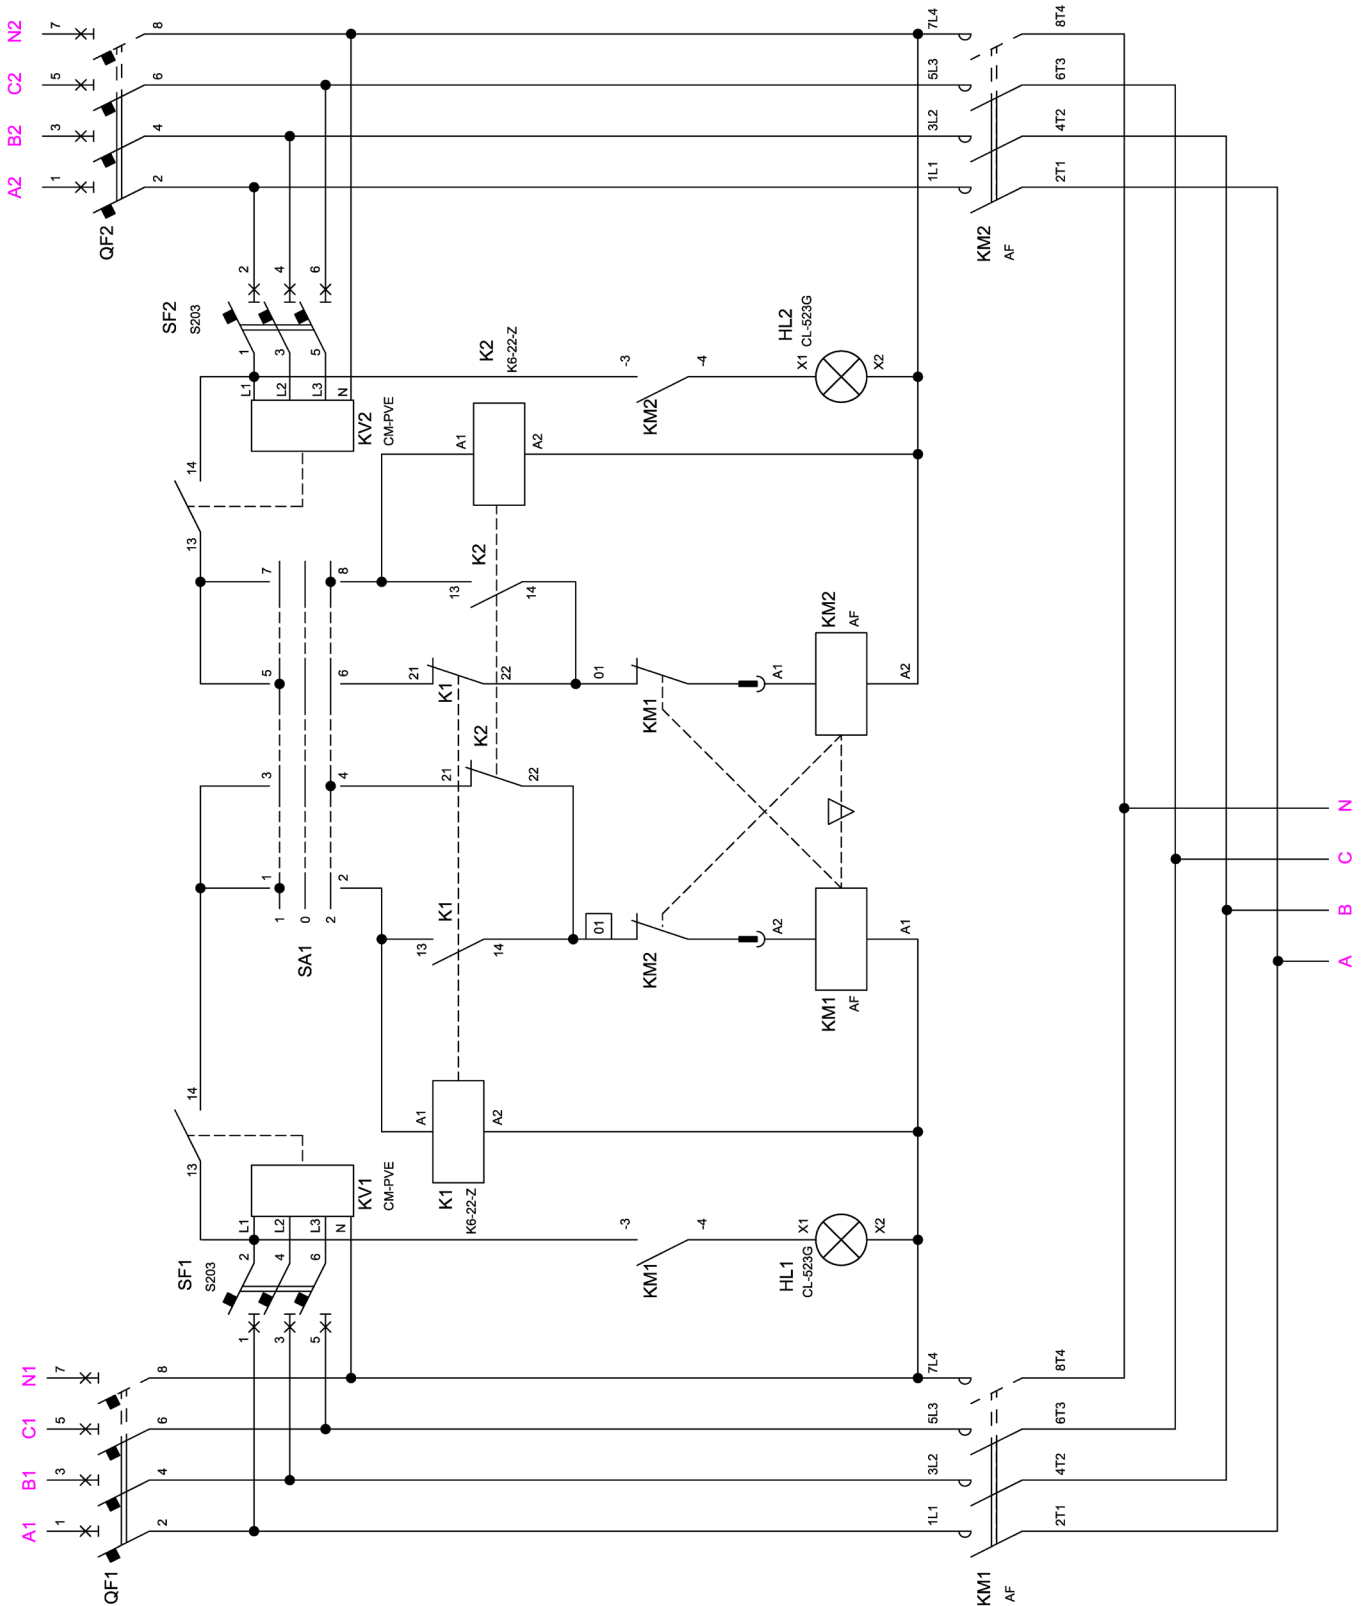 A1 B1 C1 N1 A2 B2 C2 N2
1 3 5 7 1 3 5 7
QF1 QF2
2 4 6 8 2 4 6 8
SF1 SF2
S203 S203
13 14 13 14
1 3 5 2 4 6
2 4 6 1 3 5
L1 L2 L3 N L1 L2 L3 N
KV1 KV2
CM-PVE CM-PVE
1 3 5 7
1
0
2
SA1
2 4 6 8
A1 13 21 21 13 A1
K1 K1 K1 K2 K2 K2
K6-22-Z K6-22-Z
A2 14 22 22 14 A2
-3 01 01 -3
KM1 KM2 KM1 KM2
-4 -4
A2 A1
HL1 HL2
CL-523G CL-523G
X1 X2 X1 X2
KM1 KM2
AF AF
A1 A2
1L1 3L2 5L3 7L4 1L1 3L2 5L3 7L4
KM1 KM2
AF AF
2T1 4T2 6T3 8T4 2T1 4T2 6T3 8T4
A B C N